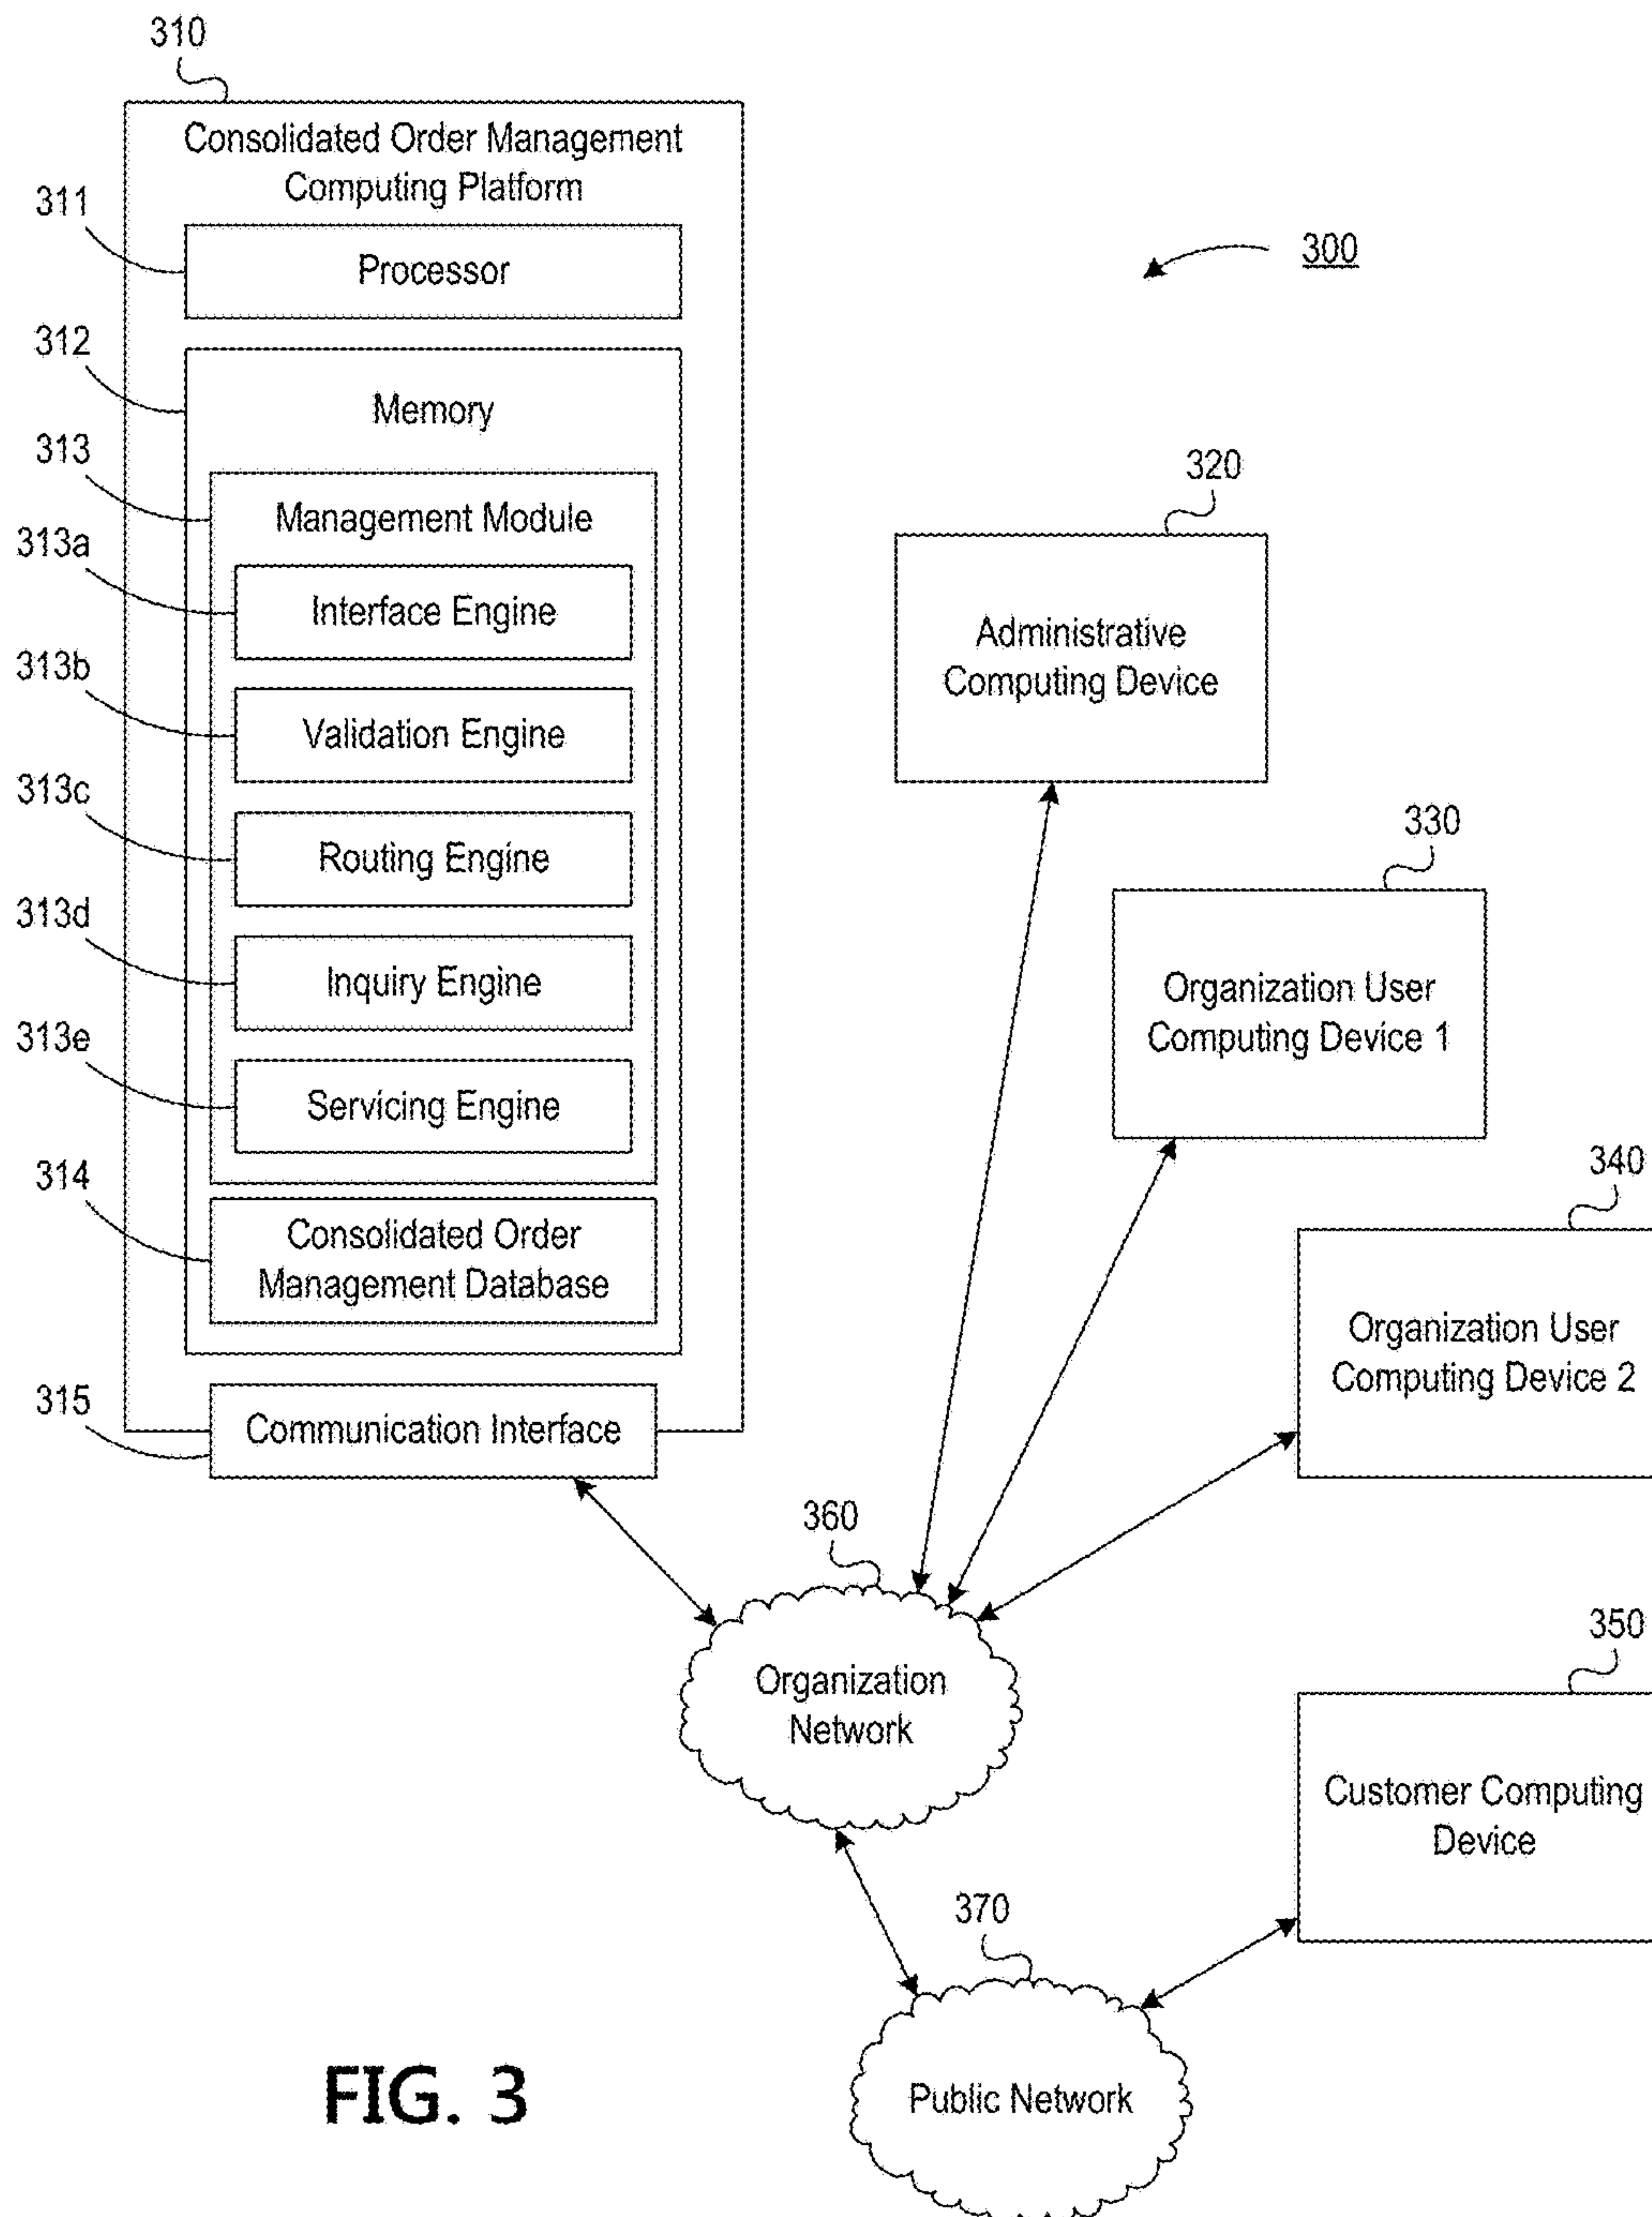 310
Consolidated Order Management
Computing Platform
311
Processor
300
312
Memory
313
Management Module
320
313a
Interface Engine
Administrative
Computing Device
313b
Validation Engine
313c
Routing Engine
330
313d
Inquiry Engine
Organization User
Computing Device 1
313e
Servicing Engine
314
Consolidated Order
Management Database
340
Organization User
Computing Device 2
315
Communication Interface
360
Organization
Network
350
Customer Computing
Device
370
Public Network
FIG. 3